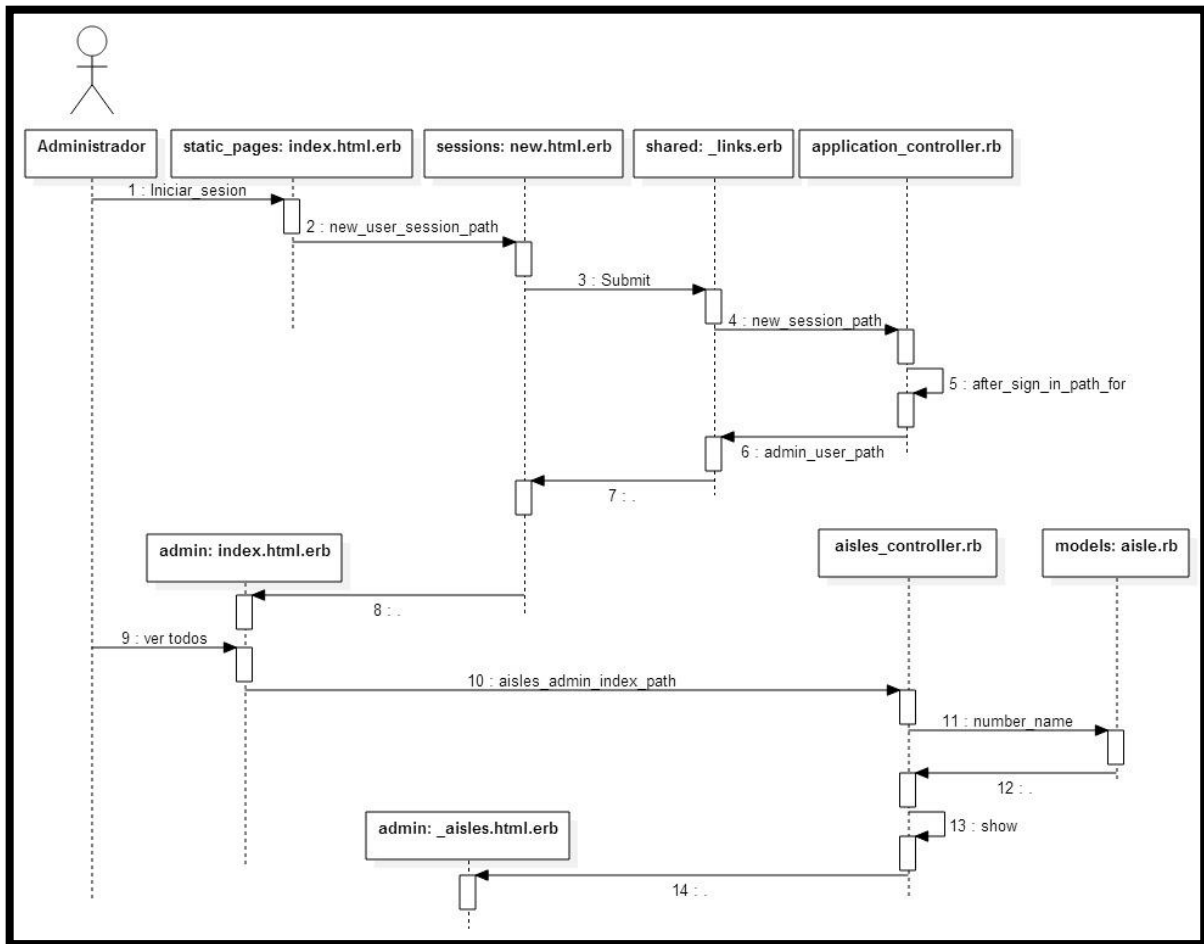 Administrador
static_pages: index.html.erb
sessions: new.html.erb
shared: _links.erb
application_controller.rb
1 : Iniciar_sesion
2 : new_user_session_path
3 : Submit
4 : new_session_path
5 : after_sign_in_path_for
6 : admin_user_path
7 : .
admin: index.html.erb
aisles_controller.rb
models: aisle.rb
8 : .
9 : ver todos
10 : aisles_admin_index_path
11 : number_name
12 : .
admin: _aisles.html.erb
13 : show
14 : .